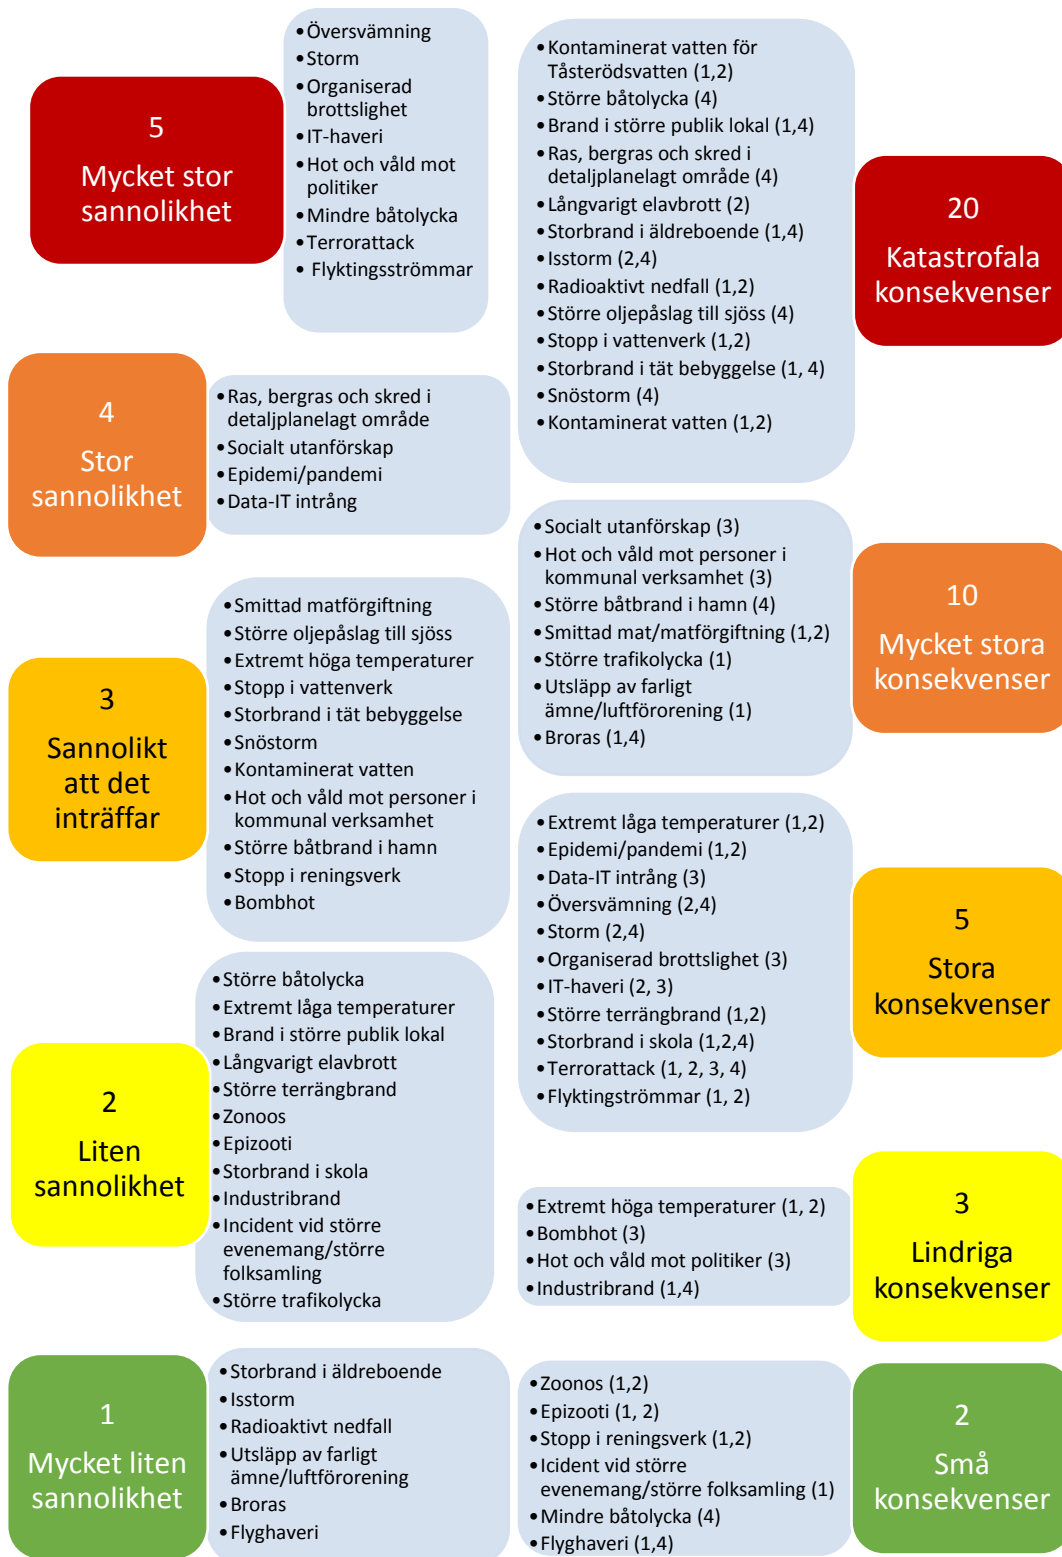 5
Mycket stor
sannolikhet
•Översvämning
•Storm
•Organiserad
brottslighet
•IT-haveri
•Hot och våld mot
politiker
•Mindre båtolycka
•Terrorattack
• Flyktingsströmmar
4
Stor
sannolikhet
•Ras, bergras och skred i
detaljplanelagt område
•Socialt utanförskap
•Epidemi/pandemi
•Data-IT intrång
3
Sannolikt
att det
inträffar
•Smittad matförgiftning
•Större oljepåslag till sjöss
•Extremt höga temperaturer
•Stopp i vattenverk
•Storbrand i tät bebyggelse
•Snöstorm
•Kontaminerat vatten
•Hot och våld mot personer i
kommunal verksamhet
•Större båtbrand i hamn
•Stopp i reningsverk
•Bombhot
2
Liten
sannolikhet
•Större båtolycka
•Extremt låga temperaturer
•Brand i större publik lokal
•Långvarigt elavbrott
•Större terrängbrand
•Zonoos
•Epizooti
•Storbrand i skola
•Industribrand
•Incident vid större
evenemang/större
folksamling
•Större trafikolycka
1
Mycket liten
sannolikhet
•Storbrand i äldreboende
•Isstorm
•Radioaktivt nedfall
•Utsläpp av farligt
ämne/luftförorening
•Broras
•Flyghaveri
•Kontaminerat vatten för
Tåsterödsvatten (1,2)
•Större båtolycka (4)
•Brand i större publik lokal (1,4)
•Ras, bergras och skred i
detaljplanelagt område (4)
•Långvarigt elavbrott (2)
•Storbrand i äldreboende (1,4)
•Isstorm (2,4)
•Radioaktivt nedfall (1,2)
•Större oljepåslag till sjöss (4)
•Stopp i vattenverk (1,2)
•Storbrand i tät bebyggelse (1, 4)
•Snöstorm (4)
•Kontaminerat vatten (1,2)
20
Katastrofala
konsekvenser
•Socialt utanförskap (3)
•Hot och våld mot personer i
kommunal verksamhet (3)
•Större båtbrand i hamn (4)
•Smittad mat/matförgiftning (1,2)
•Större trafikolycka (1)
•Utsläpp av farligt
ämne/luftförorening (1)
•Broras (1,4)
10
Mycket stora
konsekvenser
•Extremt låga temperaturer (1,2)
•Epidemi/pandemi (1,2)
•Data-IT intrång (3)
•Översvämning (2,4)
•Storm (2,4)
•Organiserad brottslighet (3)
•IT-haveri (2, 3)
•Större terrängbrand (1,2)
•Storbrand i skola (1,2,4)
•Terrorattack (1, 2, 3, 4)
•Flyktingströmmar (1, 2)
5
Stora
konsekvenser
•Extremt höga temperaturer (1, 2)
•Bombhot (3)
•Hot och våld mot politiker (3)
•Industribrand (1,4)
3
Lindriga
konsekvenser
•Zoonos (1,2)
•Epizooti (1, 2)
•Stopp i reningsverk (1,2)
•Icident vid större
evenemang/större folksamling (1)
•Mindre båtolycka (4)
•Flyghaveri (1,4)
2
Små
konsekvenser